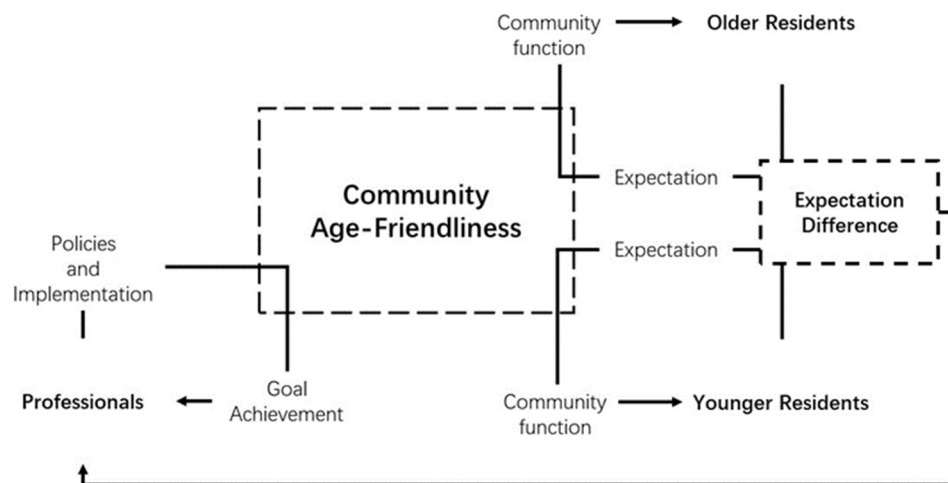 Community
function
Older Residents
Community
Age-Friendliness
Expectation
Expectation
Difference
Policies
and
Implementation
Expectation
Professionals
Goal
Achievement
Community
function
Younger Residents